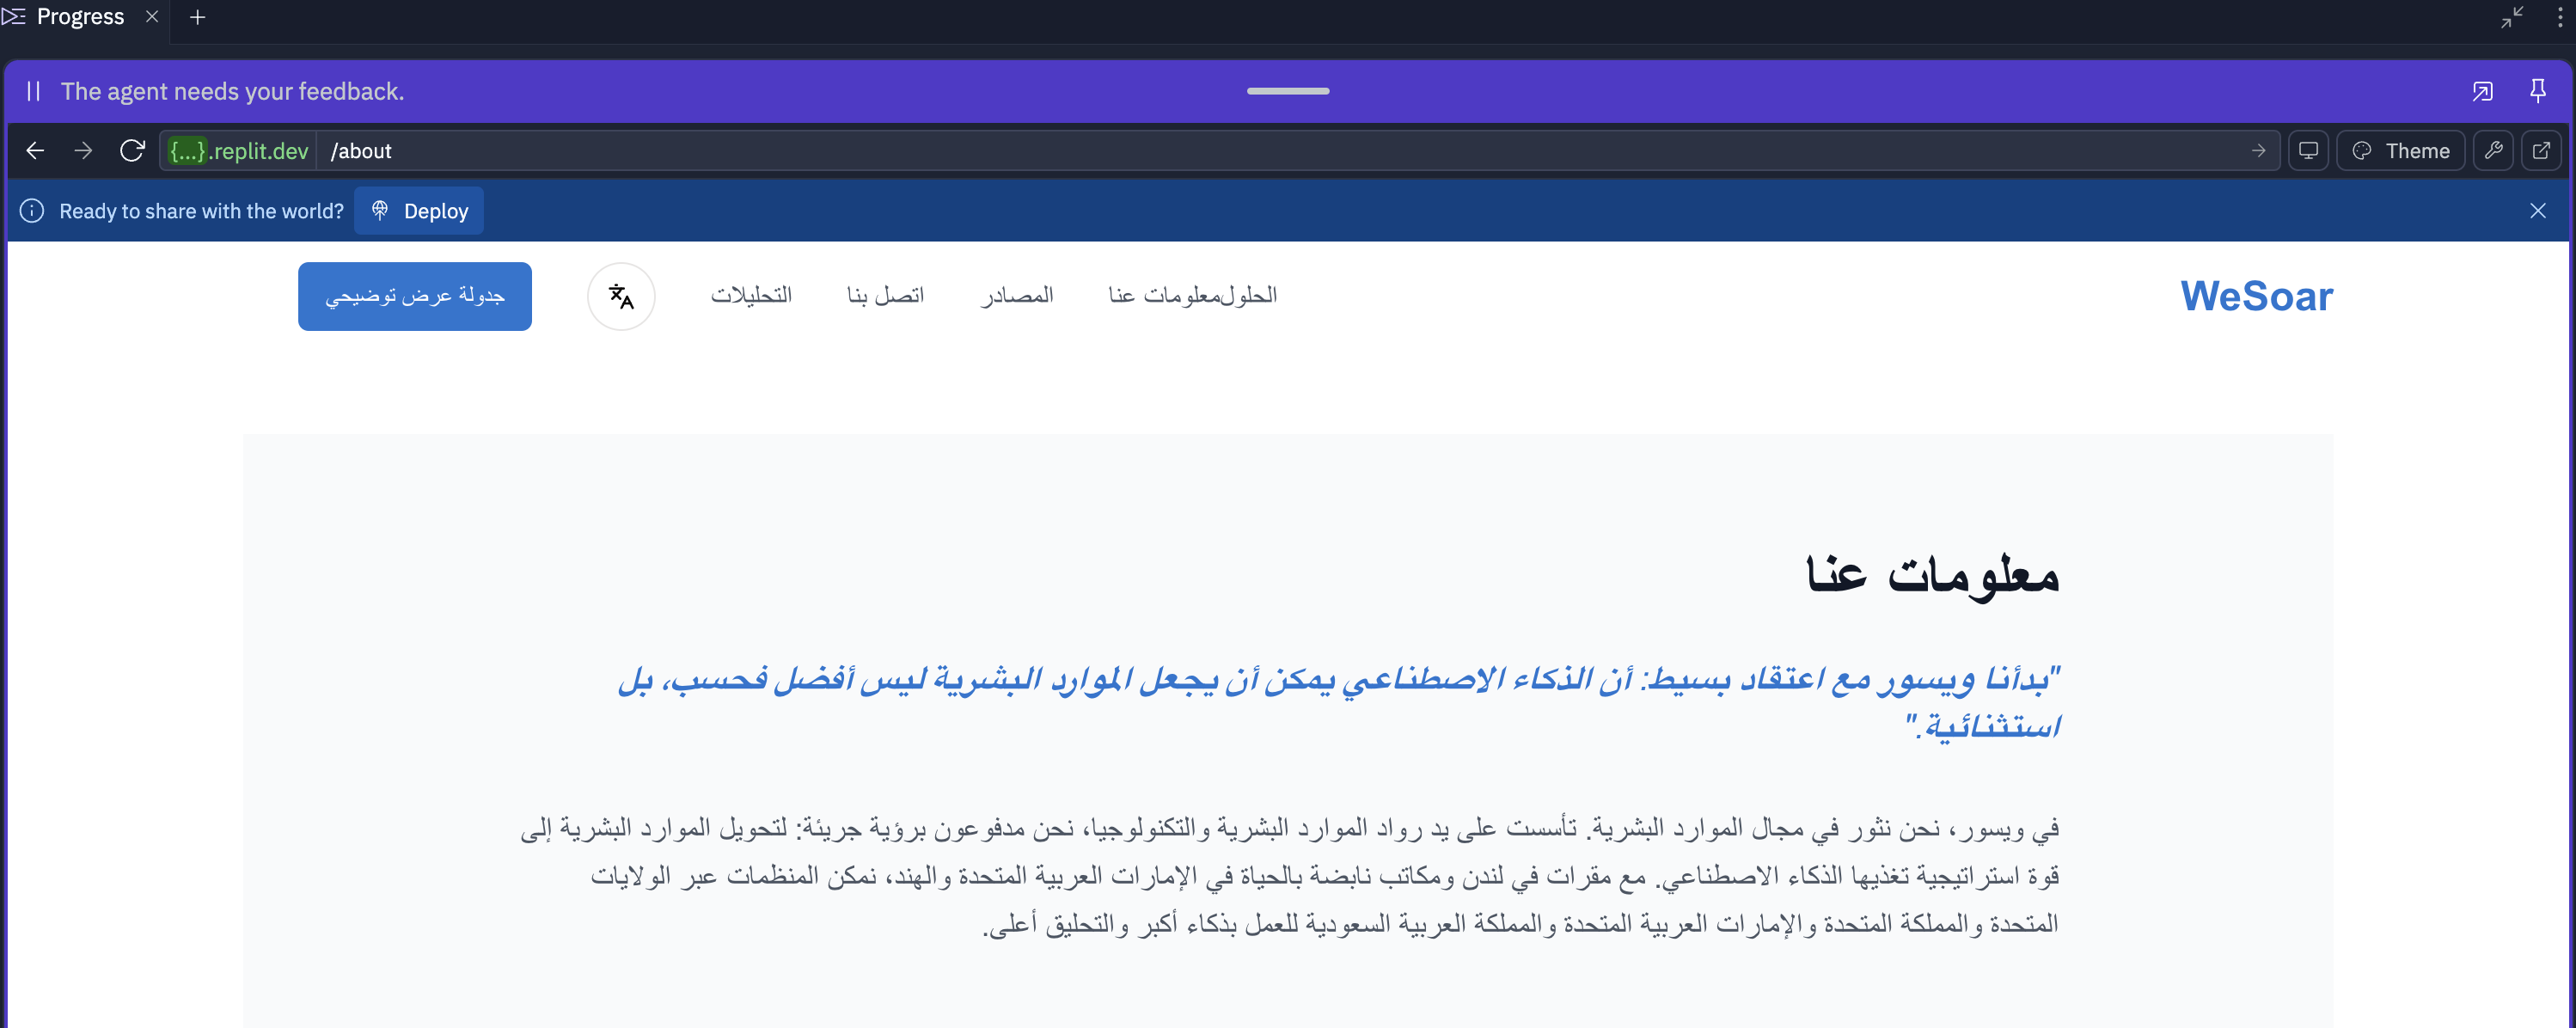 Progress
The agent needs your feedback.
{...}.replit.dev /about
Theme
Ready to share with the world? Deploy
WeSoar
الحلول معلومات عنا المصادر اتصل بنا التحليلات
جدولة عرض توضيحي
معلومات عنا
"بدأنا ويسور مع اعتقاد بسيط: أن الذكاء الاصطناعي يمكن أن يجعل الموارد البشرية ليس أفضل فحسب، بل
استثنائية."
في ويسور، نحن نثور في مجال الموارد البشرية. تأسست على يد رواد الموارد البشرية والتكنولوجيا، نحن مدفوعون برؤية جريئة: لتحويل الموارد البشرية إلى
قوة استراتيجية تغذيها الذكاء الاصطناعي. مع مقرات في لندن ومكاتب نابضة بالحياة في الإمارات العربية المتحدة والهند، نمكن المنظمات عبر الولايات
المتحدة والمملكة المتحدة والإمارات العربية المتحدة والمملكة العربية السعودية للعمل بذكاء أكبر والتحليق أعلى.